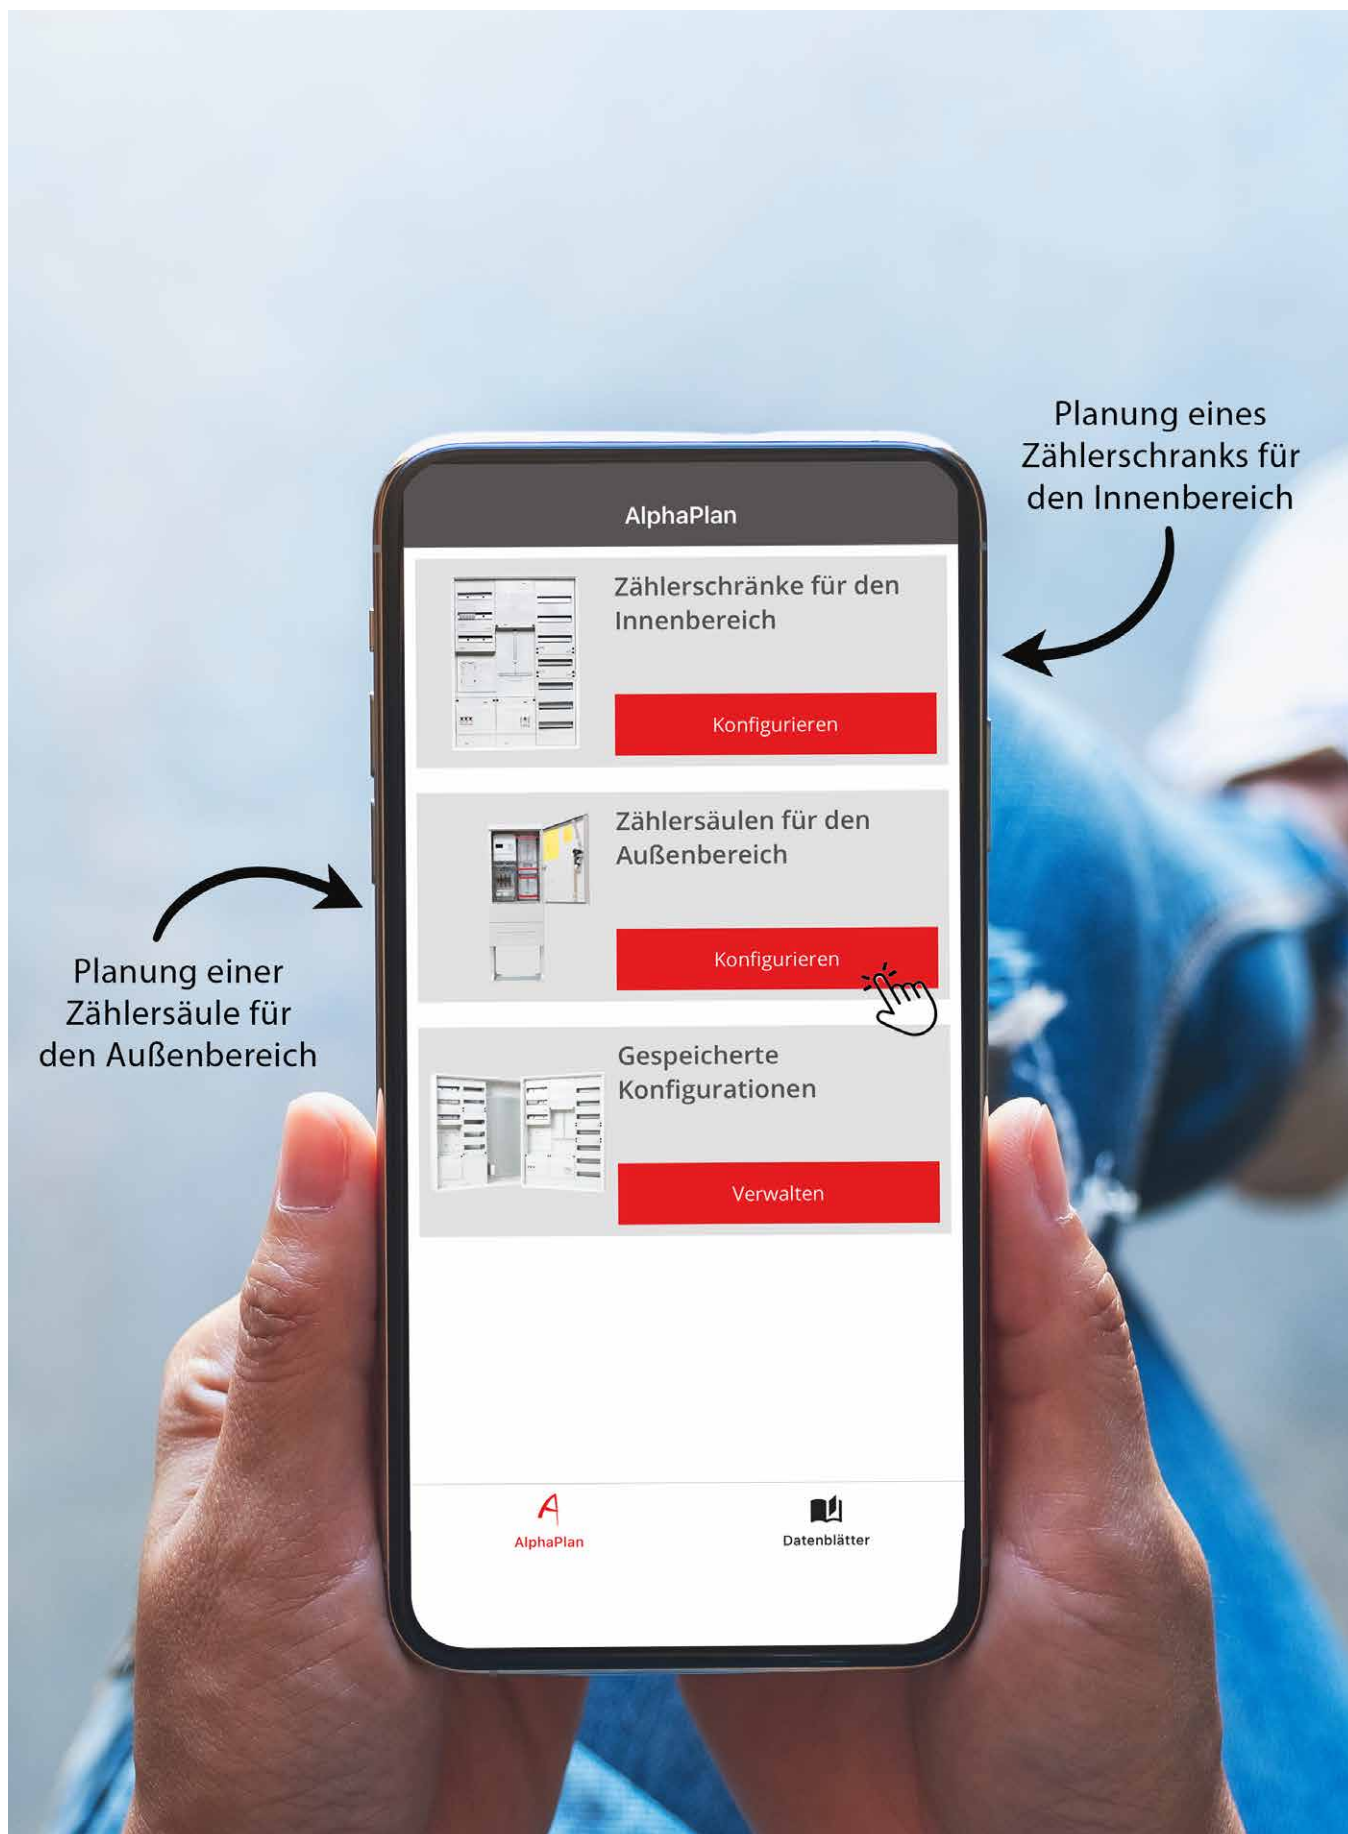 Planung eines
Zählerschranks für
den Innenbereich
AlphaPlan
Zählerschränke für den
Innenbereich
Konfigurieren
Zählersäulen für den
Außenbereich
Konfigurieren
Planung einer
Zählersäule für
den Außenbereich
Gespeicherte
Konfigurationen
Verwalten
AlphaPlan
Datenblätter